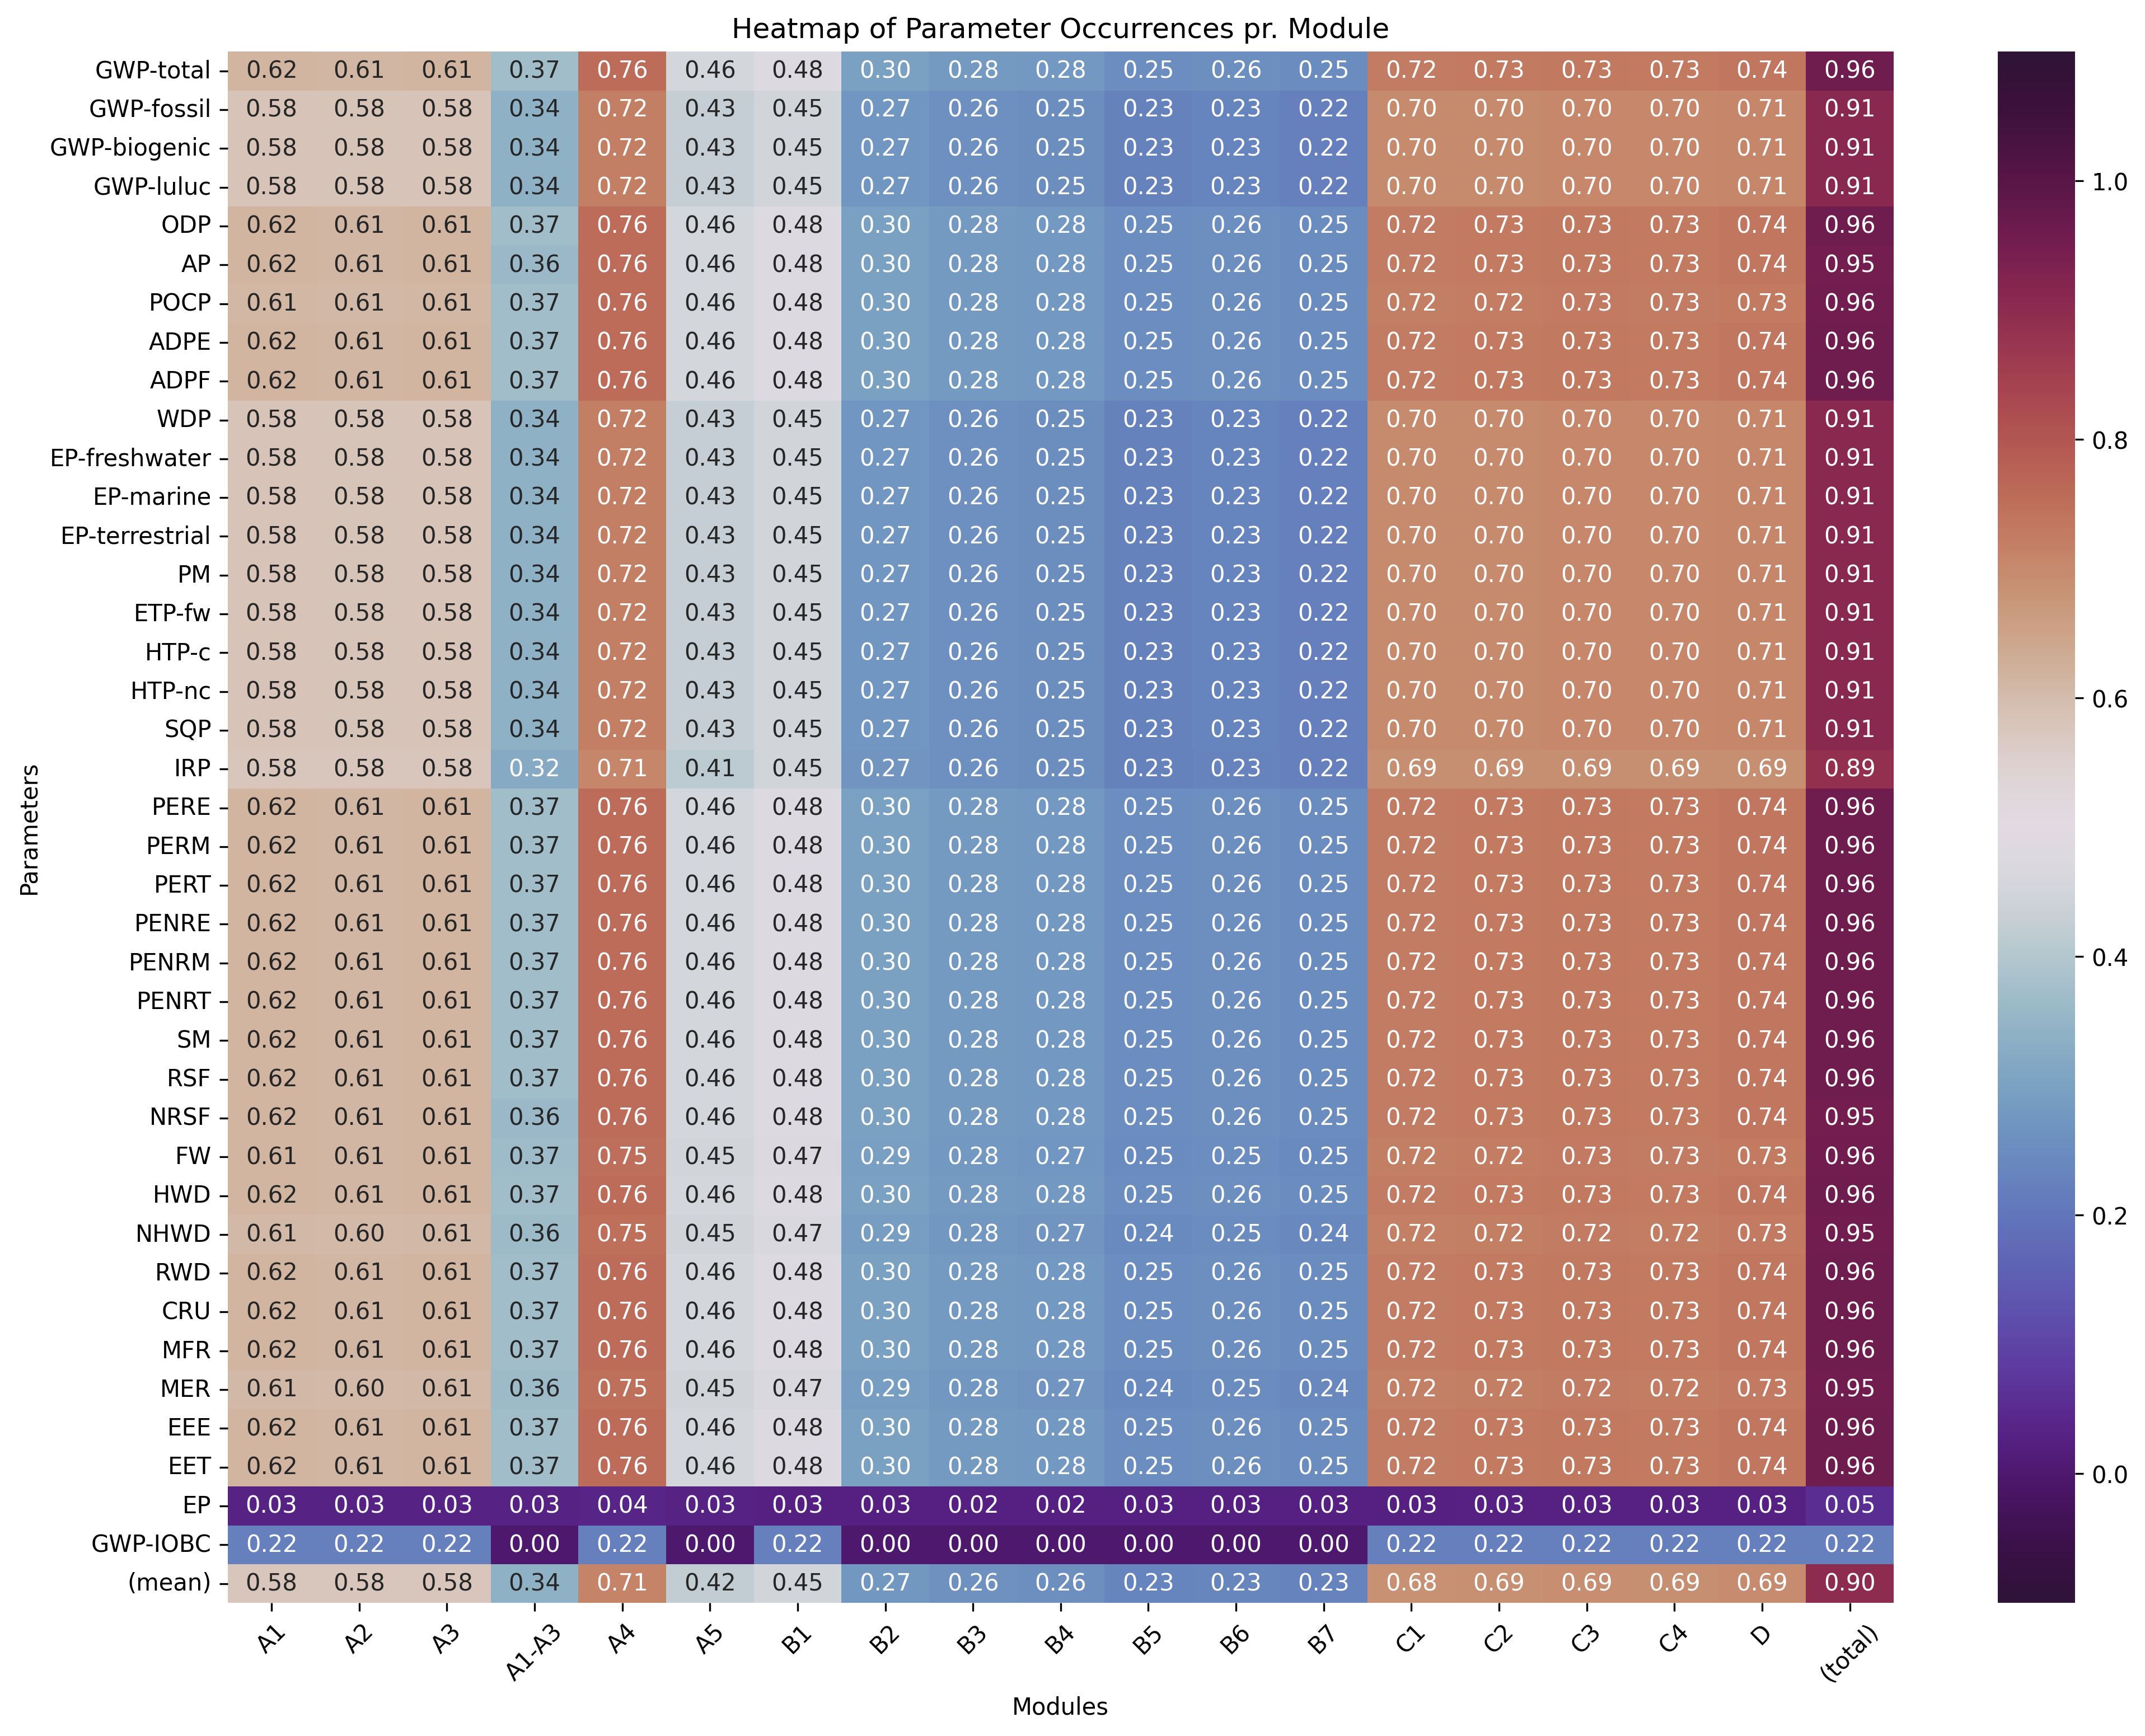 Heatmap of Parameter Occurrences pr. Module
GWP-total 0.62 0.61 0.61 0.37 0.76 0.46 0.48 0.30 0.28 0.28 0.25 0.26 0.25 0.72 0.73 0.73 0.73 0.74 0.96
GWP-fossil 0.58 0.58 0.58 0.34 0.72 0.43 0.45 0.27 0.26 0.25 0.23 0.23 0.22 0.70 0.70 0.70 0.70 0.71 0.91
GWP-biogenic 0.58 0.58 0.58 0.34 0.72 0.43 0.45 0.27 0.26 0.25 0.23 0.23 0.22 0.70 0.70 0.70 0.70 0.71 0.91
GWP-luluc 0.58 0.58 0.58 0.34 0.72 0.43 0.45 0.27 0.26 0.25 0.23 0.23 0.22 0.70 0.70 0.70 0.70 0.71 0.91
ODP 0.62 0.61 0.61 0.37 0.76 0.46 0.48 0.30 0.28 0.28 0.25 0.26 0.25 0.72 0.73 0.73 0.73 0.74 0.96
AP 0.62 0.61 0.61 0.36 0.76 0.46 0.48 0.30 0.28 0.28 0.25 0.26 0.25 0.72 0.73 0.73 0.73 0.74 0.95
POCP 0.61 0.61 0.61 0.37 0.76 0.46 0.48 0.30 0.28 0.28 0.25 0.26 0.25 0.72 0.72 0.73 0.73 0.73 0.96
ADPE 0.62 0.61 0.61 0.37 0.76 0.46 0.48 0.30 0.28 0.28 0.25 0.26 0.25 0.72 0.73 0.73 0.73 0.74 0.96
ADPF 0.62 0.61 0.61 0.37 0.76 0.46 0.48 0.30 0.28 0.28 0.25 0.26 0.25 0.72 0.73 0.73 0.73 0.74 0.96
WDP 0.58 0.58 0.58 0.34 0.72 0.43 0.45 0.27 0.26 0.25 0.23 0.23 0.22 0.70 0.70 0.70 0.70 0.71 0.91
EP-freshwater 0.58 0.58 0.58 0.34 0.72 0.43 0.45 0.27 0.26 0.25 0.23 0.23 0.22 0.70 0.70 0.70 0.70 0.71 0.91
EP-marine 0.58 0.58 0.58 0.34 0.72 0.43 0.45 0.27 0.26 0.25 0.23 0.23 0.22 0.70 0.70 0.70 0.70 0.71 0.91
EP-terrestrial 0.58 0.58 0.58 0.34 0.72 0.43 0.45 0.27 0.26 0.25 0.23 0.23 0.22 0.70 0.70 0.70 0.70 0.71 0.91
PM 0.58 0.58 0.58 0.34 0.72 0.43 0.45 0.27 0.26 0.25 0.23 0.23 0.22 0.70 0.70 0.70 0.70 0.71 0.91
ETP-fw 0.58 0.58 0.58 0.34 0.72 0.43 0.45 0.27 0.26 0.25 0.23 0.23 0.22 0.70 0.70 0.70 0.70 0.71 0.91
HTP-c 0.58 0.58 0.58 0.34 0.72 0.43 0.45 0.27 0.26 0.25 0.23 0.23 0.22 0.70 0.70 0.70 0.70 0.71 0.91
HTP-nc 0.58 0.58 0.58 0.34 0.72 0.43 0.45 0.27 0.26 0.25 0.23 0.23 0.22 0.70 0.70 0.70 0.70 0.71 0.91
SQP 0.58 0.58 0.58 0.34 0.72 0.43 0.45 0.27 0.26 0.25 0.23 0.23 0.22 0.70 0.70 0.70 0.70 0.71 0.91
IRP 0.58 0.58 0.58 0.32 0.71 0.41 0.45 0.27 0.26 0.25 0.23 0.23 0.22 0.69 0.69 0.69 0.69 0.69 0.89
PERE 0.62 0.61 0.61 0.37 0.76 0.46 0.48 0.30 0.28 0.28 0.25 0.26 0.25 0.72 0.73 0.73 0.73 0.74 0.96
PERM 0.62 0.61 0.61 0.37 0.76 0.46 0.48 0.30 0.28 0.28 0.25 0.26 0.25 0.72 0.73 0.73 0.73 0.74 0.96
PERT 0.62 0.61 0.61 0.37 0.76 0.46 0.48 0.30 0.28 0.28 0.25 0.26 0.25 0.72 0.73 0.73 0.73 0.74 0.96
PENRE 0.62 0.61 0.61 0.37 0.76 0.46 0.48 0.30 0.28 0.28 0.25 0.26 0.25 0.72 0.73 0.73 0.73 0.74 0.96
PENRM 0.62 0.61 0.61 0.37 0.76 0.46 0.48 0.30 0.28 0.28 0.25 0.26 0.25 0.72 0.73 0.73 0.73 0.74 0.96
PENRT 0.62 0.61 0.61 0.37 0.76 0.46 0.48 0.30 0.28 0.28 0.25 0.26 0.25 0.72 0.73 0.73 0.73 0.74 0.96
SM 0.62 0.61 0.61 0.37 0.76 0.46 0.48 0.30 0.28 0.28 0.25 0.26 0.25 0.72 0.73 0.73 0.73 0.74 0.96
RSF 0.62 0.61 0.61 0.37 0.76 0.46 0.48 0.30 0.28 0.28 0.25 0.26 0.25 0.72 0.73 0.73 0.73 0.74 0.96
NRSF 0.62 0.61 0.61 0.36 0.76 0.46 0.48 0.30 0.28 0.28 0.25 0.26 0.25 0.72 0.73 0.73 0.73 0.74 0.95
FW 0.61 0.61 0.61 0.37 0.75 0.45 0.47 0.29 0.28 0.27 0.25 0.25 0.25 0.72 0.72 0.73 0.73 0.73 0.96
HWD 0.62 0.61 0.61 0.37 0.76 0.46 0.48 0.30 0.28 0.28 0.25 0.26 0.25 0.72 0.73 0.73 0.73 0.74 0.96
NHWD 0.61 0.60 0.61 0.36 0.75 0.45 0.47 0.29 0.28 0.27 0.24 0.25 0.24 0.72 0.72 0.72 0.72 0.73 0.95
RWD 0.62 0.61 0.61 0.37 0.76 0.46 0.48 0.30 0.28 0.28 0.25 0.26 0.25 0.72 0.73 0.73 0.73 0.74 0.96
CRU 0.62 0.61 0.61 0.37 0.76 0.46 0.48 0.30 0.28 0.28 0.25 0.26 0.25 0.72 0.73 0.73 0.73 0.74 0.96
MFR 0.62 0.61 0.61 0.37 0.76 0.46 0.48 0.30 0.28 0.28 0.25 0.26 0.25 0.72 0.73 0.73 0.73 0.74 0.96
MER 0.61 0.60 0.61 0.36 0.75 0.45 0.47 0.29 0.28 0.27 0.24 0.25 0.24 0.72 0.72 0.72 0.72 0.73 0.95
EEE 0.62 0.61 0.61 0.37 0.76 0.46 0.48 0.30 0.28 0.28 0.25 0.26 0.25 0.72 0.73 0.73 0.73 0.74 0.96
EET 0.62 0.61 0.61 0.37 0.76 0.46 0.48 0.30 0.28 0.28 0.25 0.26 0.25 0.72 0.73 0.73 0.73 0.74 0.96
EP 0.03 0.03 0.03 0.03 0.04 0.03 0.03 0.03 0.02 0.02 0.03 0.03 0.03 0.03 0.03 0.03 0.03 0.03 0.05
GWP-IOBC 0.22 0.22 0.22 0.00 0.22 0.00 0.22 0.00 0.00 0.00 0.00 0.00 0.00 0.22 0.22 0.22 0.22 0.22 0.22
(mean) 0.58 0.58 0.58 0.34 0.71 0.42 0.45 0.27 0.26 0.26 0.23 0.23 0.23 0.68 0.69 0.69 0.69 0.69 0.90
A1 A2 A3 A1-A3 A4 A5 B1 B2 B3 B4 B5 B6 B7 C1 C2 C3 C4 D (total)
Modules
Parameters
1.0
0.8
0.6
0.4
0.2
0.0